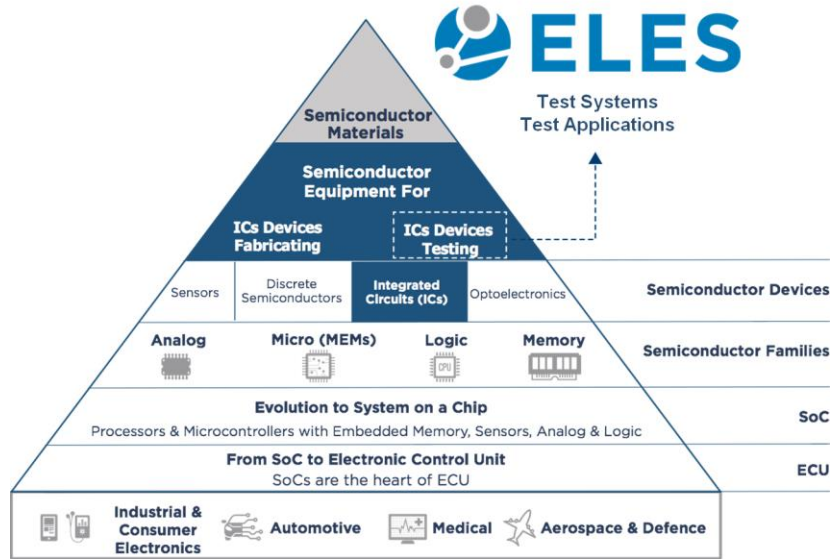 ELES
Test Systems
Test Applications
Semiconductor
Materials
Semiconductor
Equipment For
ICs Devices
Fabricating
ICs Devices
Testing
Sensors
Discrete
Semiconductors
Integrated
Circuits (ICs)
Optoelectronics
Semiconductor Devices
Analog
Micro (MEMs)
Logic
Memory
CPU
Semiconductor Families
Evolution to System on a Chip
Processors & Microcontrollers with Embedded Memory, Sensors, Analog & Logic
SoC
From SoC to Electronic Control Unit
SoCs are the heart of ECU
ECU
Industrial &
Consumer
Electronics
Automotive
Medical
Aerospace & Defence